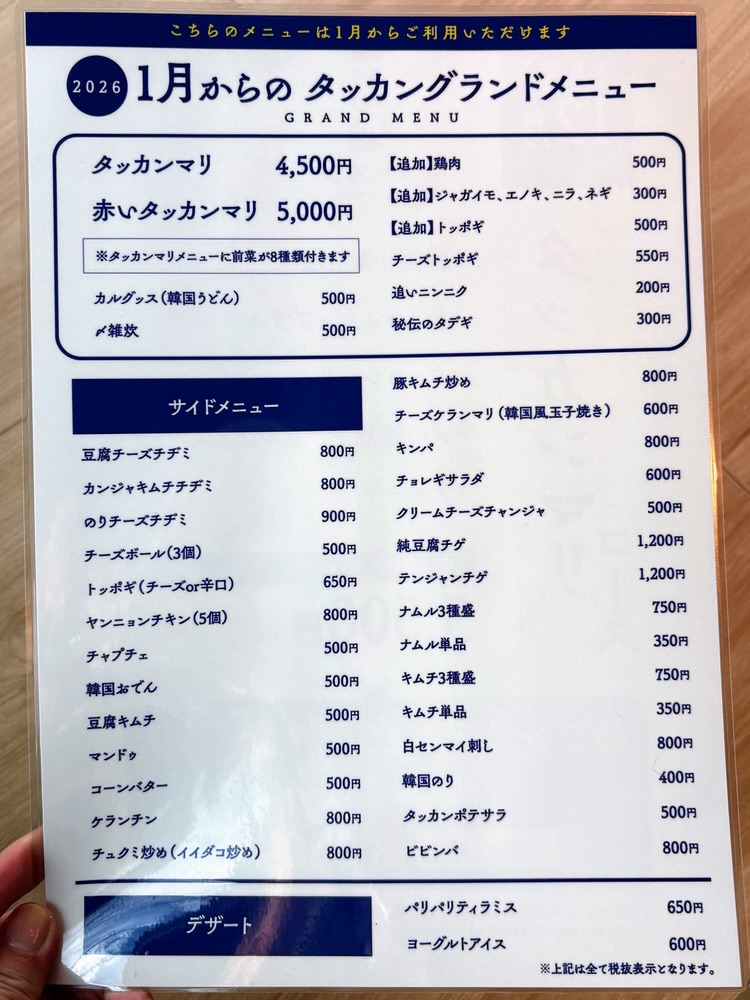 こちらのメニューは1月からご利用いただけます
2026 1月からの タッカングランドメニュー
GRAND MENU
タッカンマリ 4,500円
赤いタッカンマリ 5,000円
※タッカンマリメニューに前菜が8種類付きます
カルグッス(韓国うどん) 500円
〆雑炊 500円
【追加】鶏肉 500円
【追加】ジャガイモ、エノキ、ニラ、ネギ 300円
【追加】トッポギ 500円
チーズトッポギ 550円
追いニンニク 200円
秘伝のタデギ 300円
サイドメニュー
豆腐チーズチヂミ 800円
カンジャキムチチヂミ 800円
のりチーズチヂミ 900円
チーズボール(3個) 500円
トッポギ(チーズor辛口) 650円
ヤンニョンチキン(5個) 800円
チャプチェ 500円
韓国おでん 500円
豆腐キムチ 500円
マンドゥ 500円
コーンバター 500円
ケランチン 800円
チュクミ炒め(イイダコ炒め) 800円
豚キムチ炒め 800円
チーズケランマリ(韓国風玉子焼き) 600円
キンパ 800円
チョレギサラダ 600円
クリームチーズチャンジャ 500円
純豆腐チゲ 1,200円
テンジャンチゲ 1,200円
ナムル3種盛 750円
ナムル単品 350円
キムチ3種盛 750円
キムチ単品 350円
白センマイ刺し 800円
韓国のり 400円
タッカンポテサラ 500円
ビビンバ 800円
デザート
パリパリティラミス 650円
ヨーグルトアイス 600円
※上記は全て税抜表示となります。